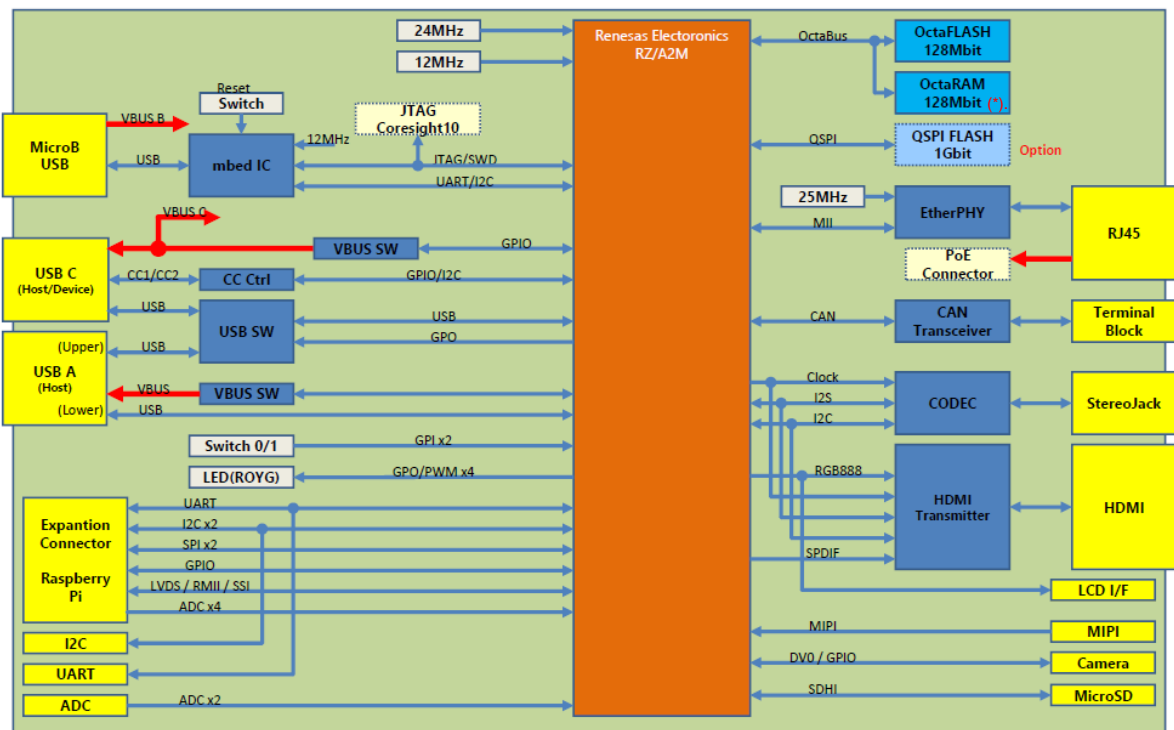 24MHz
12MHz
Renesas Electoronics
RZ/A2M
OctaBus
OctaFLASH
128Mbit
OctaRAM
128Mbit (*).
QSPI
QSPI FLASH
1Gbit
Option
Reset
Switch
VBUS B
MicroB
USB
USB
mbed IC
12MHz
JTAG
Coresight10
JTAG/SWD
UART/I2C
25MHz
EtherPHY
MII
RJ45
PoE
Connector
VBUS C
VBUS SW
GPIO
USB C
(Host/Device)
CC1/CC2
CC Ctrl
GPIO/I2C
USB
USB SW
USB
GPO
(Upper)
USB
USB A
(Host)
VBUS
VBUS SW
(Lower)
USB
CAN
CAN
Transceiver
Terminal
Block
Clock
I2S
I2C
CODEC
StereoJack
Switch 0/1
GPI x2
LED(ROYG)
GPO/PWM x4
RGB888
HDMI
Transmitter
HDMI
SPDIF
LCD I/F
Expantion
Connector
Raspberry
Pi
UART
I2C x2
SPI x2
GPIO
LVDS / RMII / SSI
ADC x4
I2C
UART
ADC
ADC x2
MIPI
MIPI
DV0 / GPIO
Camera
SDHI
MicroSD